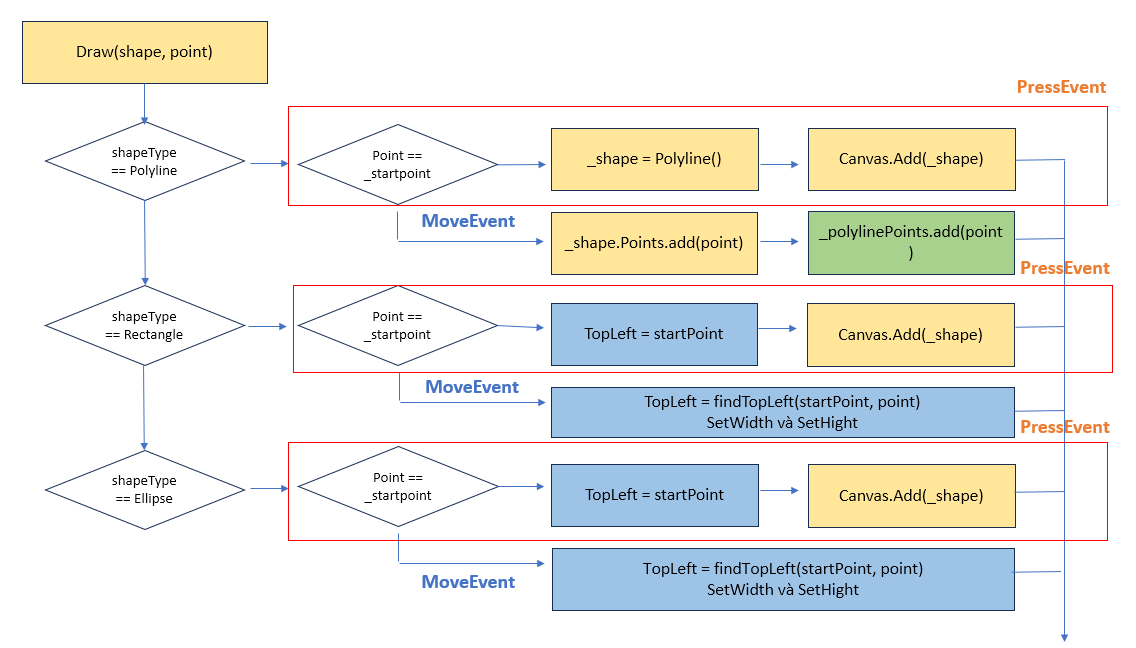 Draw(shape, point)
PressEvent
shapeType
== Polyline
Point ==
_startpoint
_shape = Polyline()
Canvas.Add(_shape)
MoveEvent
_shape.Points.add(point)
_polylinePoints.add(point
)
PressEvent
shapeType
== Rectangle
Point ==
_startpoint
TopLeft = startPoint
Canvas.Add(_shape)
MoveEvent
TopLeft = findTopLeft(startPoint, point)
SetWidth và SetHight
PressEvent
shapeType
== Ellipse
Point ==
_startpoint
TopLeft = startPoint
Canvas.Add(_shape)
MoveEvent
TopLeft = findTopLeft(startPoint, point)
SetWidth và SetHight